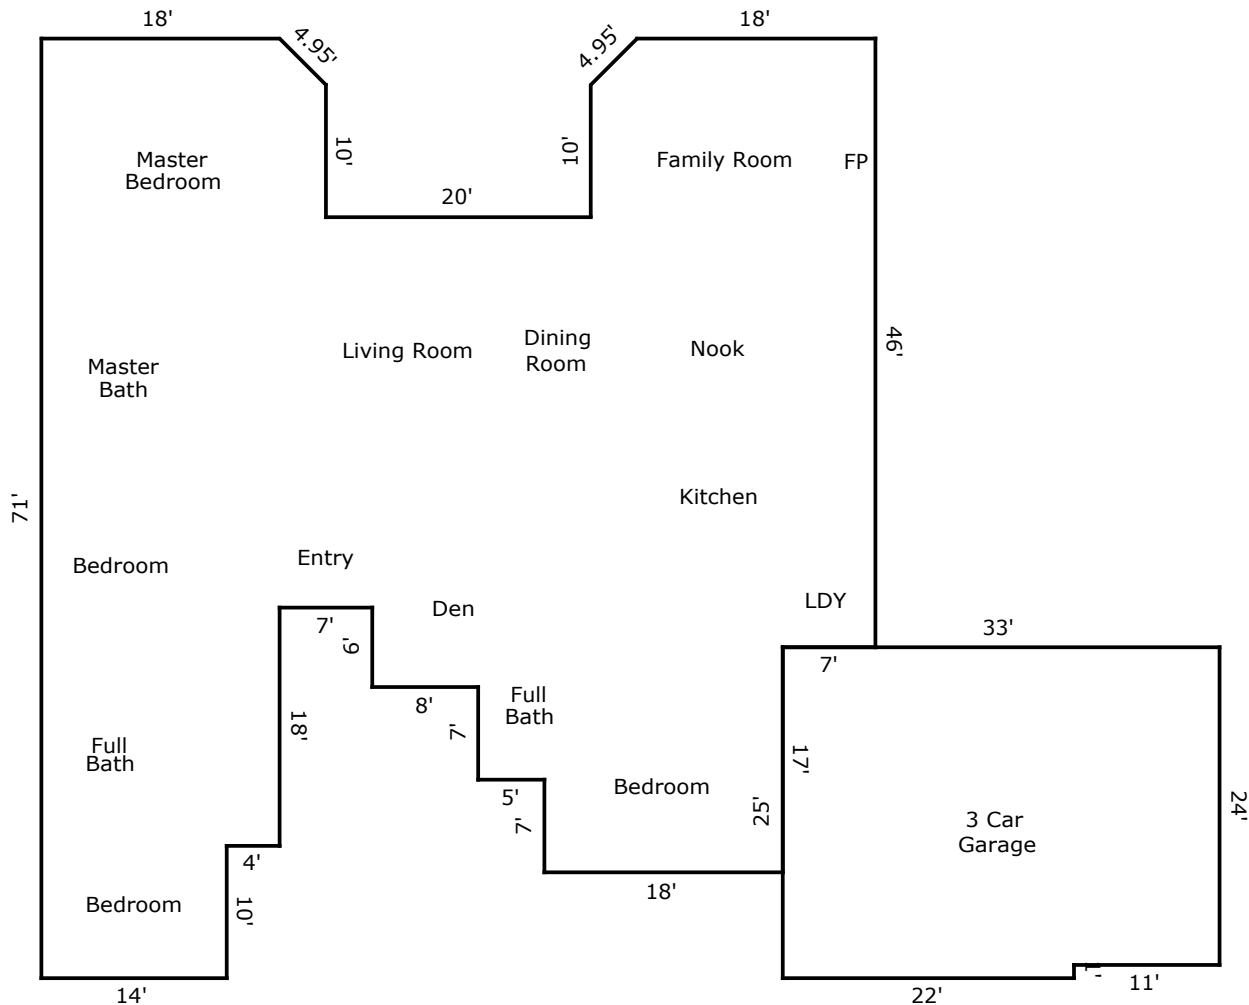 18'
4.95'
4.95'
18'
10'
10'
Master
Bedroom
Family Room
FP
20'
Living Room
Dining
Room
Nook
46'
Master
Bath
Kitchen
71'
Bedroom
Entry
Den
LDY
7'
6'
33'
7'
8'
Full
Bath
18'
7'
17'
Full
Bath
5'
7'
Bedroom
25'
3 Car
Garage
24'
4'
18'
Bedroom
10'
14'
22'
1'
11'